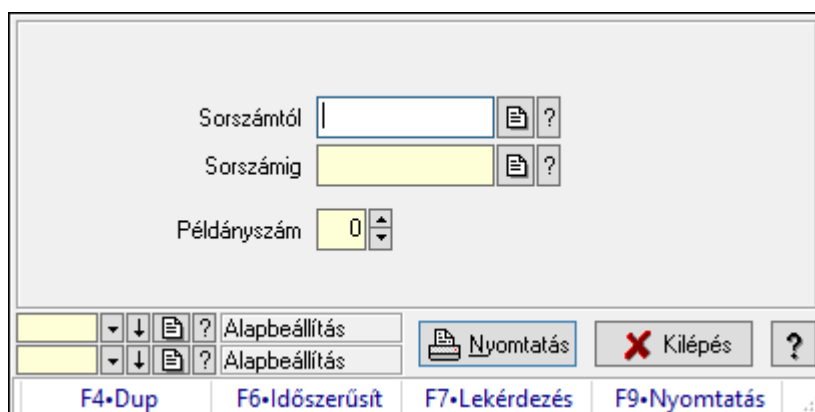 Sorszámtól ?
Sorszámig ?
Példányszám 0
? Alapbeállítás
? Alapbeállítás
Nyomtatás Kilépés ?
F4•Dup F6•Időszerűsít F7•Lekérdezés F9•Nyomtatás